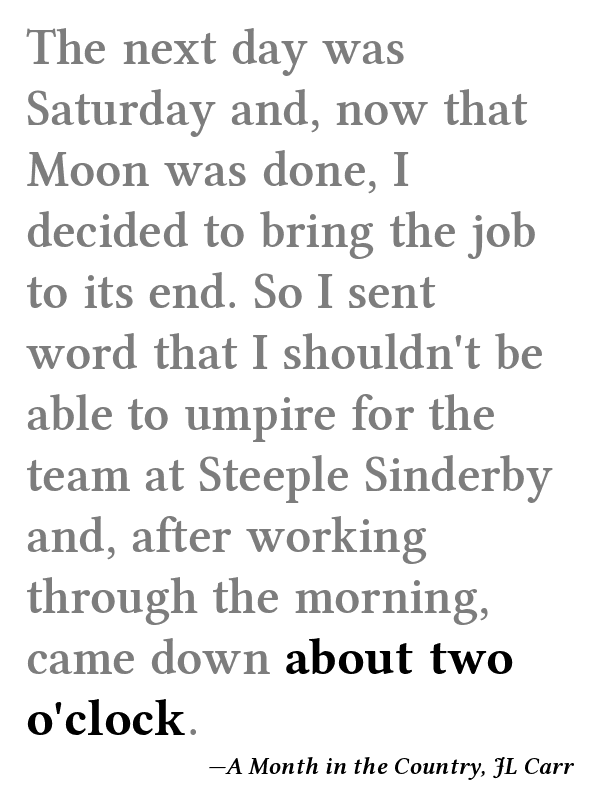 The next day was
Saturday and, now that
Moon was done, I
decided to bring the job
to its end. So I sent
word that I shouldn't be
able to umpire for the
team at Steeple Sinderby
and, after working
through the morning,
came down about two
o'clock.
—A Month in the Country, JL Carr